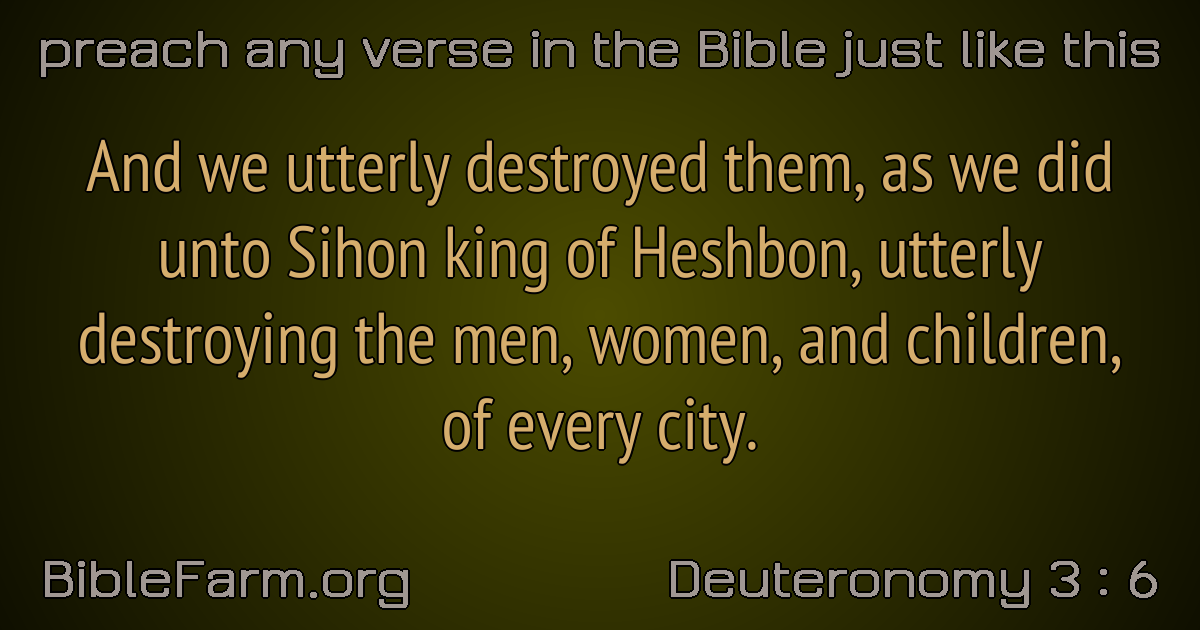 preach any verse in the Bible just like this
And we utterly destroyed them, as we did
unto Sihon king of Heshbon, utterly
destroying the men, women, and children,
of every city.
BibleFarm.org
Deuteronomy 3 : 6